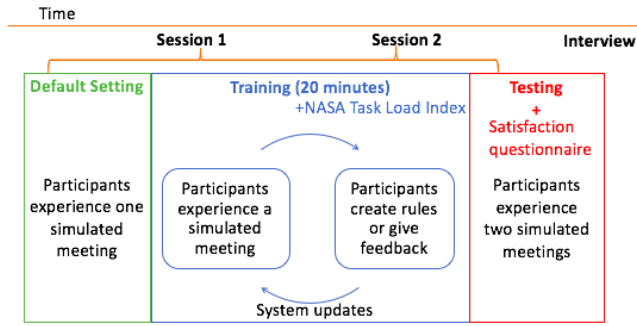 Time
Session 1
Session 2
Interview
Default Setting
Participants
experience one
simulated
meeting
Training (20 minutes)
+NASA Task Load Index
Participants
experience a
simulated
meeting
Participants
create rules
or give
feedback
System updates
Testing
+
Satisfaction
questionnaire
Participants
experience
two simulated
meetings